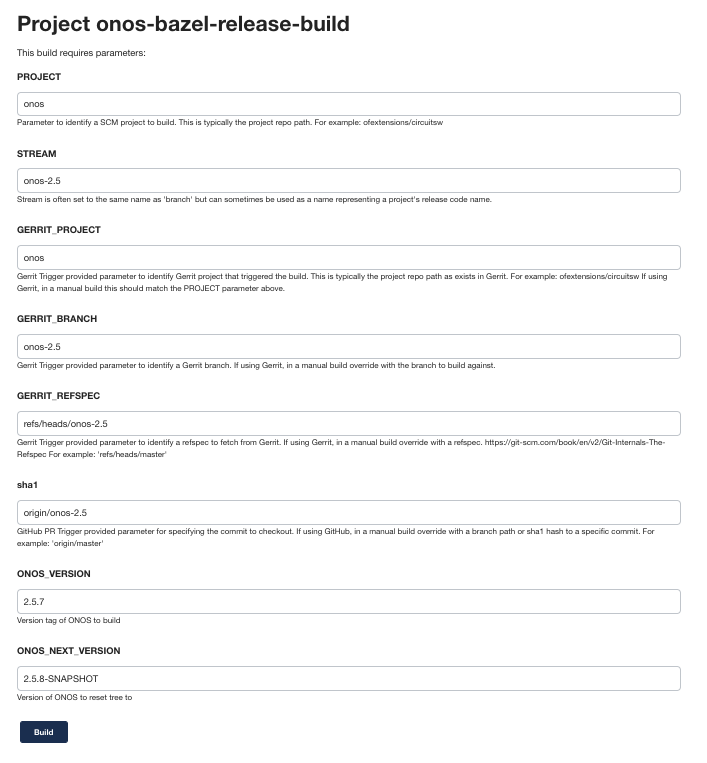 Project onos-bazel-release-build
This build requires parameters:
PROJECT
onos
Parameter to identify a SCM project to build. This is typically the project repo path. For example: ofextensions/circuitsw
STREAM
onos-2.5
Stream is often set to the same name as 'branch' but can sometimes be used as a name representing a project's release code name.
GERRIT_PROJECT
onos
Gerrit Trigger provided parameter to identify Gerrit project that triggered the build. This is typically the project repo path as exists in Gerrit. For example: ofextensions/circuitsw If using
Gerrit, in a manual build this should match the PROJECT parameter above.
GERRIT_BRANCH
onos-2.5
Gerrit Trigger provided parameter to identify a Gerrit branch. If using Gerrit, in a manual build override with the branch to build against.
GERRIT_REFSPEC
refs/heads/onos-2.5
Gerrit Trigger provided parameter to identify a refspec to fetch from Gerrit. If using Gerrit, in a manual build override with a refspec. https://git-scm.com/book/en/v2/Git-Internals-The-
Refspec For example: 'refs/heads/master'
sha1
origin/onos-2.5
GitHub PR Trigger provided parameter for specifying the commit to checkout. If using GitHub, in a manual build override with a branch path or sha1 hash to a specific commit. For
example: 'origin/master'
ONOS_VERSION
2.5.7
Version tag of ONOS to build
ONOS_NEXT_VERSION
2.5.8-SNAPSHOT
Version of ONOS to reset tree to
Build